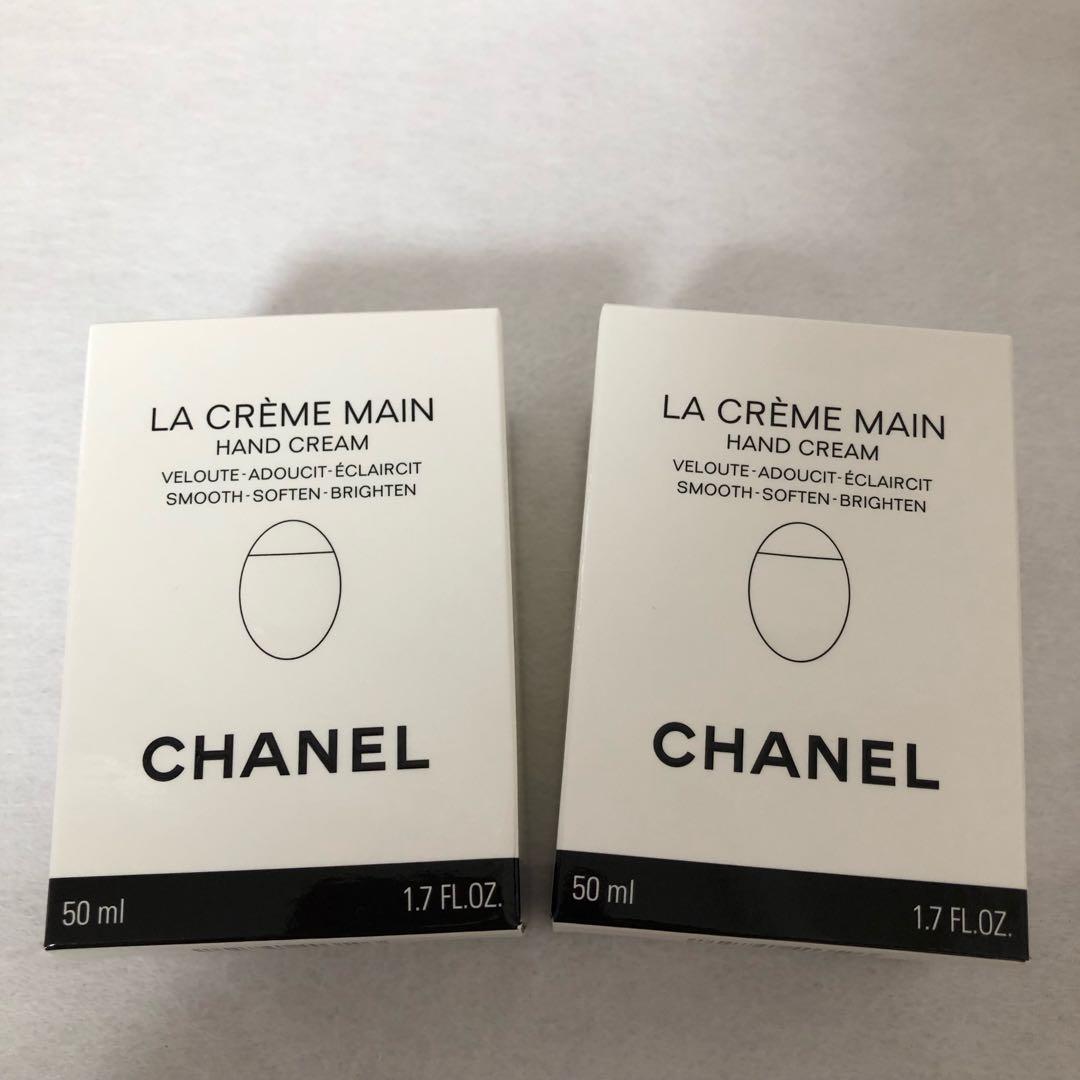 LA CRÈME MAIN
HAND CREAM
VELOUTE-ADOUCIT-ÉCLAIRCIT
SMOOTH-SOFTEN-BRIGHTEN
CHANEL
50 ml 1.7 FL.OZ.
LA CRÈME MAIN
HAND CREAM
VELOUTE-ADOUCIT-ÉCLAIRCIT
SMOOTH-SOFTEN-BRIGHTEN
CHANEL
50 ml 1.7 FL.OZ.